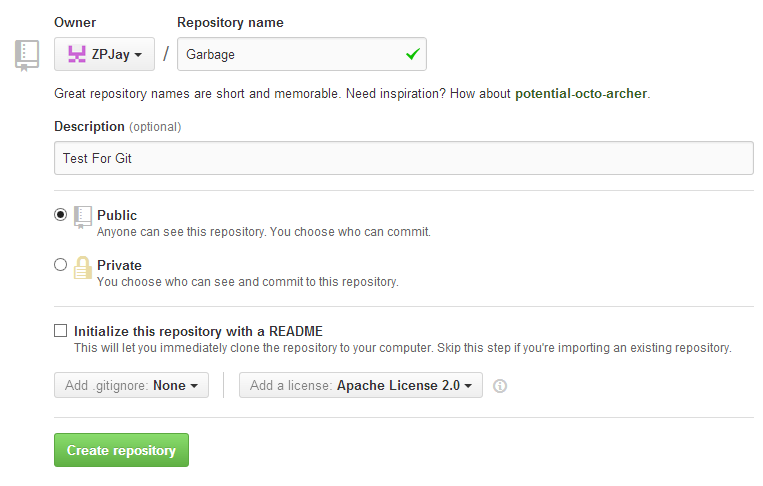 Owner Repository name
ZPJay / Garbage
Great repository names are short and memorable. Need inspiration? How about potential-octo-archer.
Description (optional)
Test For Git
Public
Anyone can see this repository. You choose who can commit.
Private
You choose who can see and commit to this repository.
Initialize this repository with a README
This will let you immediately clone the repository to your computer. Skip this step if you're importing an existing repository.
Add .gitignore: None Add a license: Apache License 2.0
Create repository